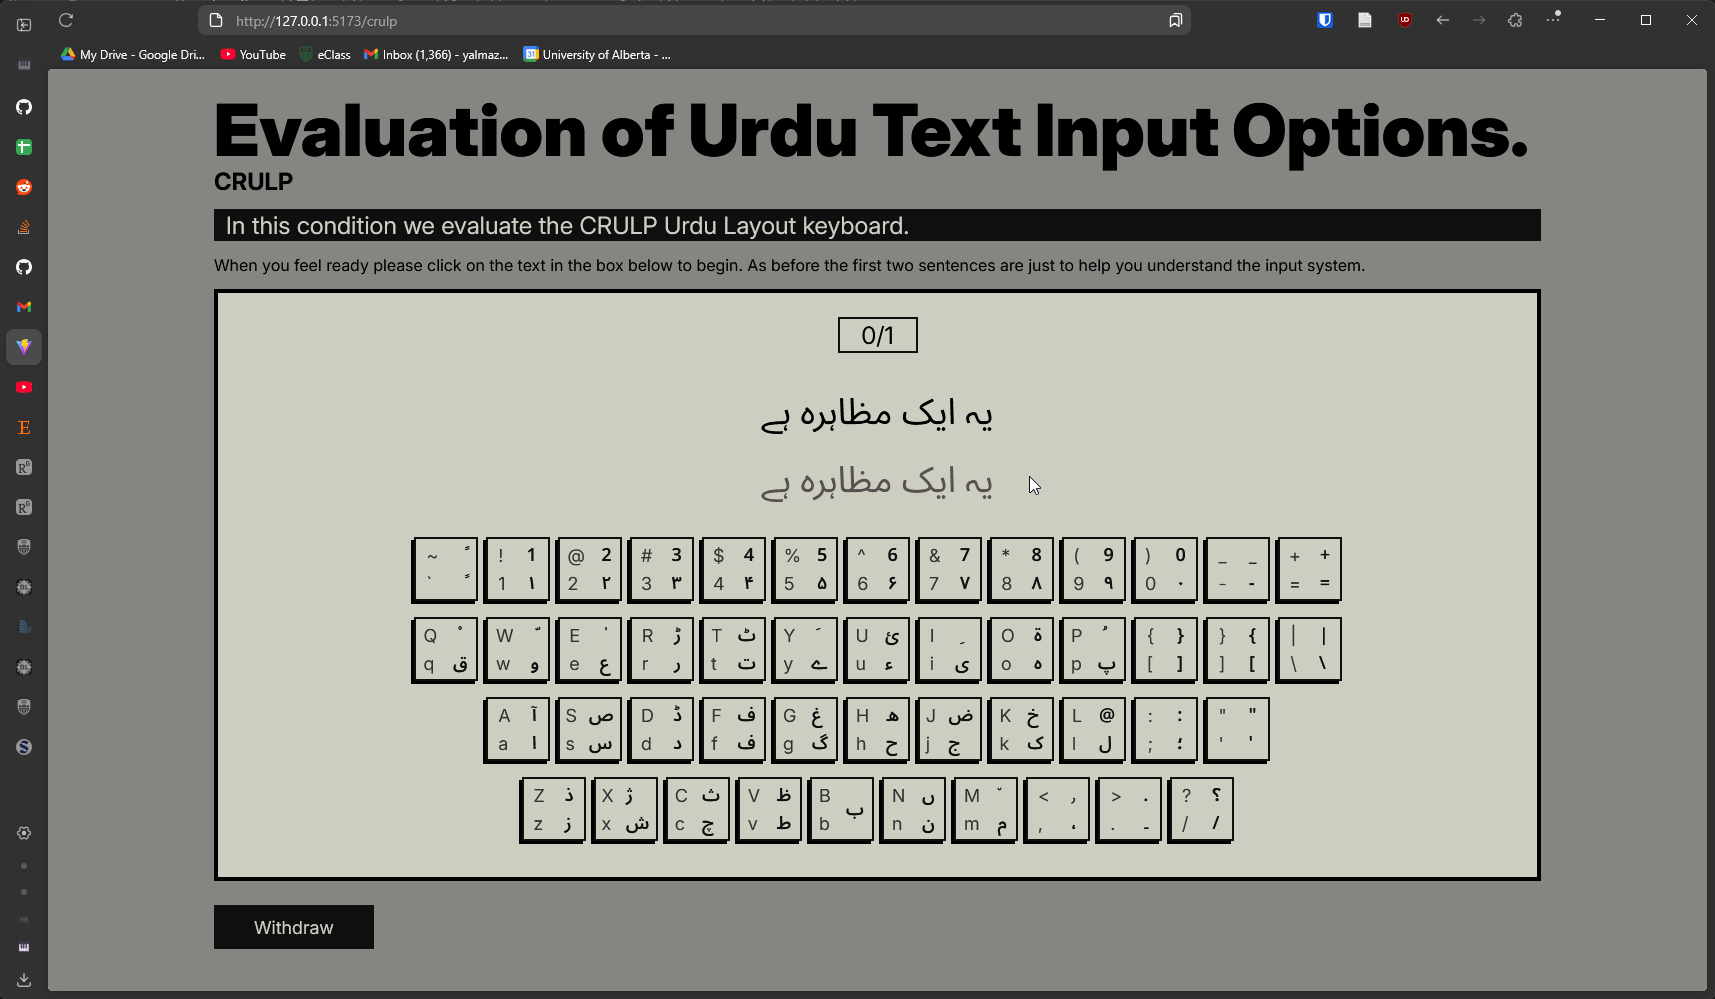 http://127.0.0.1:5173/crulp
My Drive - Google Dri... YouTube eClass Inbox (1,366) - yalmaz... University of Alberta - ...
Evaluation of Urdu Text Input Options.
CRULP
In this condition we evaluate the CRULP Urdu Layout keyboard.
When you feel ready please click on the text in the box below to begin. As before the first two sentences are just to help you understand the input system.
0/1
یہ ایک مظاہرہ ہے
یہ ایک مظاہرہ ہے
~ ً ! 1 @ 2 # 3 $ 4 % 5 ^ 6 & 7 * 8 ( 9 ) 0 _ _ + +
` ً 1 ۱ 2 ۲ 3 ۳ 4 ۴ 5 ۵ 6 ۶ 7 ۷ 8 ۸ 9 ۹ 0 ۰ - - = =
Q ْ W ّ E ٰ R ڑ T ٹ Y َ U ئ I ِ O ۃ P ُ { } } { | |
q ق w و e ع r ر t ت y ے u ء i ی o ہ p پ [ ] ] [ \ \
A آ S ص D ڈ F ف G غ H ھ J ض K خ L @ : : " "
a ا s س d د f ف g گ h ح j ج k ک l ل ; ؛ ' '
Z ذ X ژ C ث V ظ B ب N ں M ٘ < ٫ > . ? ؟
z ز x ش c چ v ط b n ن m م , ، . ۔ / /
Withdraw